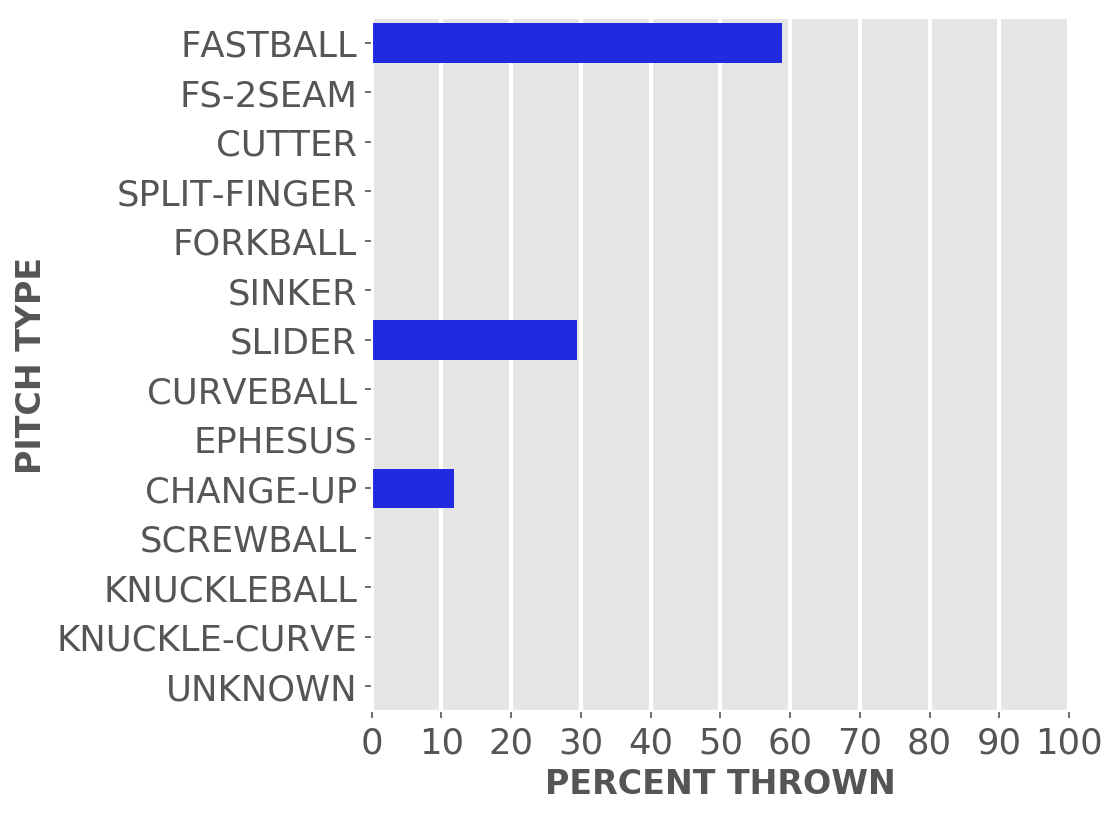 FASTBALL
FS-2SEAM
CUTTER
SPLIT-FINGER
FORKBALL
SINKER
SLIDER
CURVEBALL
EPHESUS
CHANGE-UP
SCREWBALL
KNUCKLEBALL
KNUCKLE-CURVE
UNKNOWN
PITCH TYPE
0 10 20 30 40 50 60 70 80 90 100
PERCENT THROWN